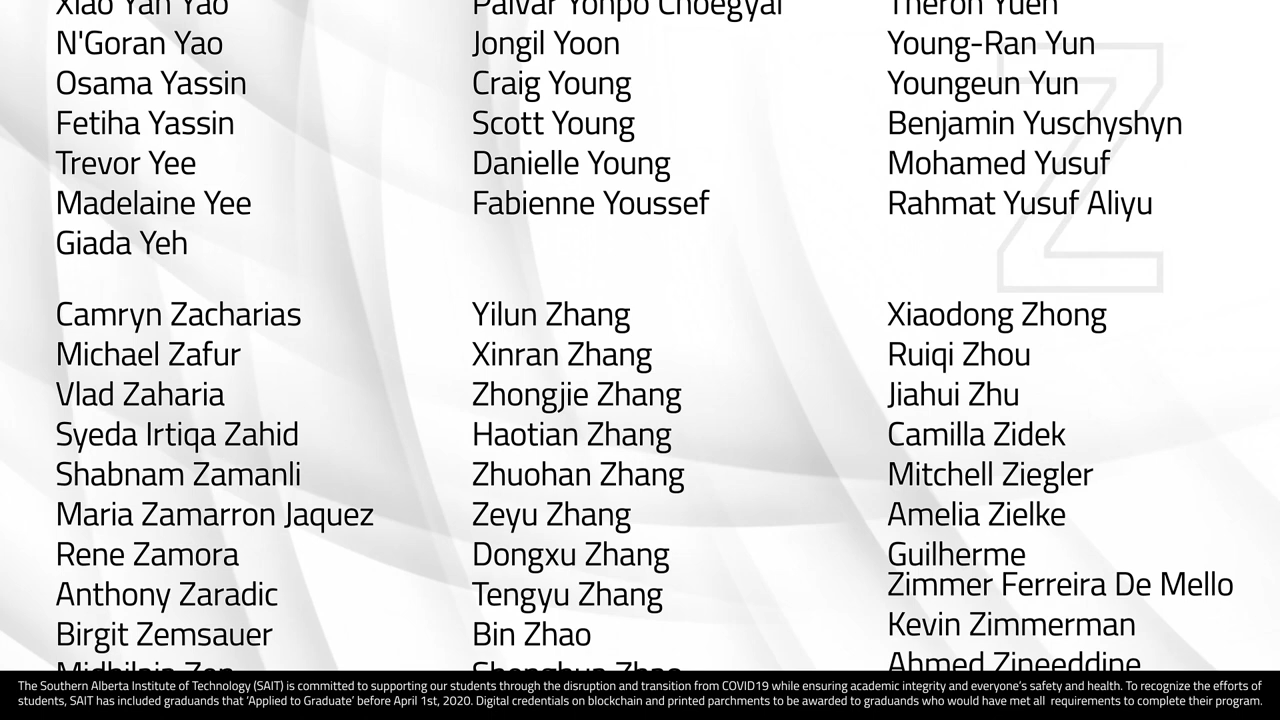 Xiao Yan Yao
N'Goran Yao
Osama Yassin
Fetiha Yassin
Trevor Yee
Madelaine Yee
Giada Yeh
Palvar Yonpo Choegyal
Jongil Yoon
Craig Young
Scott Young
Danielle Young
Fabienne Youssef
Theron Yuen
Young-Ran Yun
Youngeun Yun
Benjamin Yuschyshyn
Mohamed Yusuf
Rahmat Yusuf Aliyu
Z
Camryn Zacharias
Michael Zafur
Vlad Zaharia
Syeda Irtiqa Zahid
Shabnam Zamanli
Maria Zamarron Jaquez
Rene Zamora
Anthony Zaradic
Birgit Zemsauer
Yilun Zhang
Xinran Zhang
Zhongjie Zhang
Haotian Zhang
Zhuohan Zhang
Zeyu Zhang
Dongxu Zhang
Tengyu Zhang
Bin Zhao
Xiaodong Zhong
Ruiqi Zhou
Jiahui Zhu
Camilla Zidek
Mitchell Ziegler
Amelia Zielke
Guilherme
Zimmer Ferreira De Mello
Kevin Zimmerman
Ahmed Zineeddine
The Southern Alberta Institute of Technology (SAIT) is committed to supporting our students through the disruption and transition from COVID19 while ensuring academic integrity and everyone's safety and health. To recognize the efforts of
students, SAIT has included graduands that 'Applied to Graduate' before April 1st, 2020. Digital credentials on blockchain and printed parchments to be awarded to graduands who would have met all requirements to complete their program.